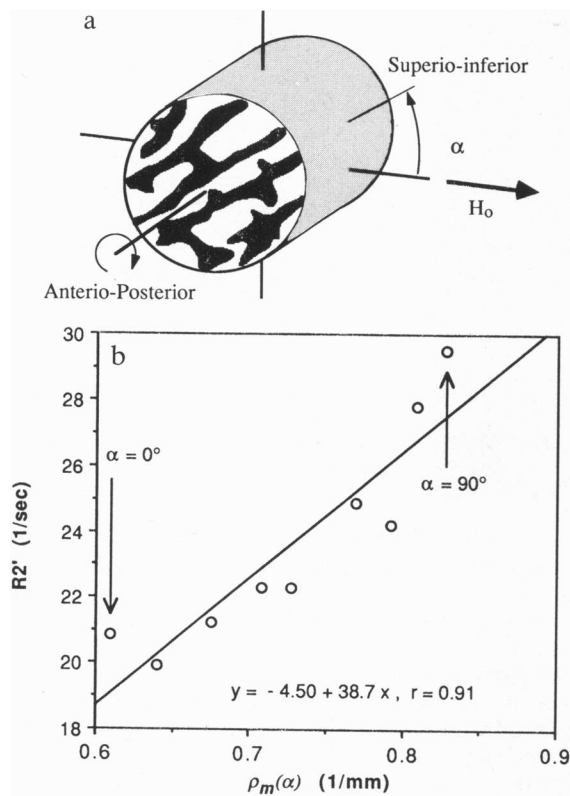 a
Superio-inferior
α
H₀
Anterio-Posterior
b
30
28
26
24
22
20
18
R2' (1/sec)
α = 0°
α = 90°
y = - 4.50 + 38.7 x , r = 0.91
0.6 0.7 0.8 0.9
ρm(α) (1/mm)